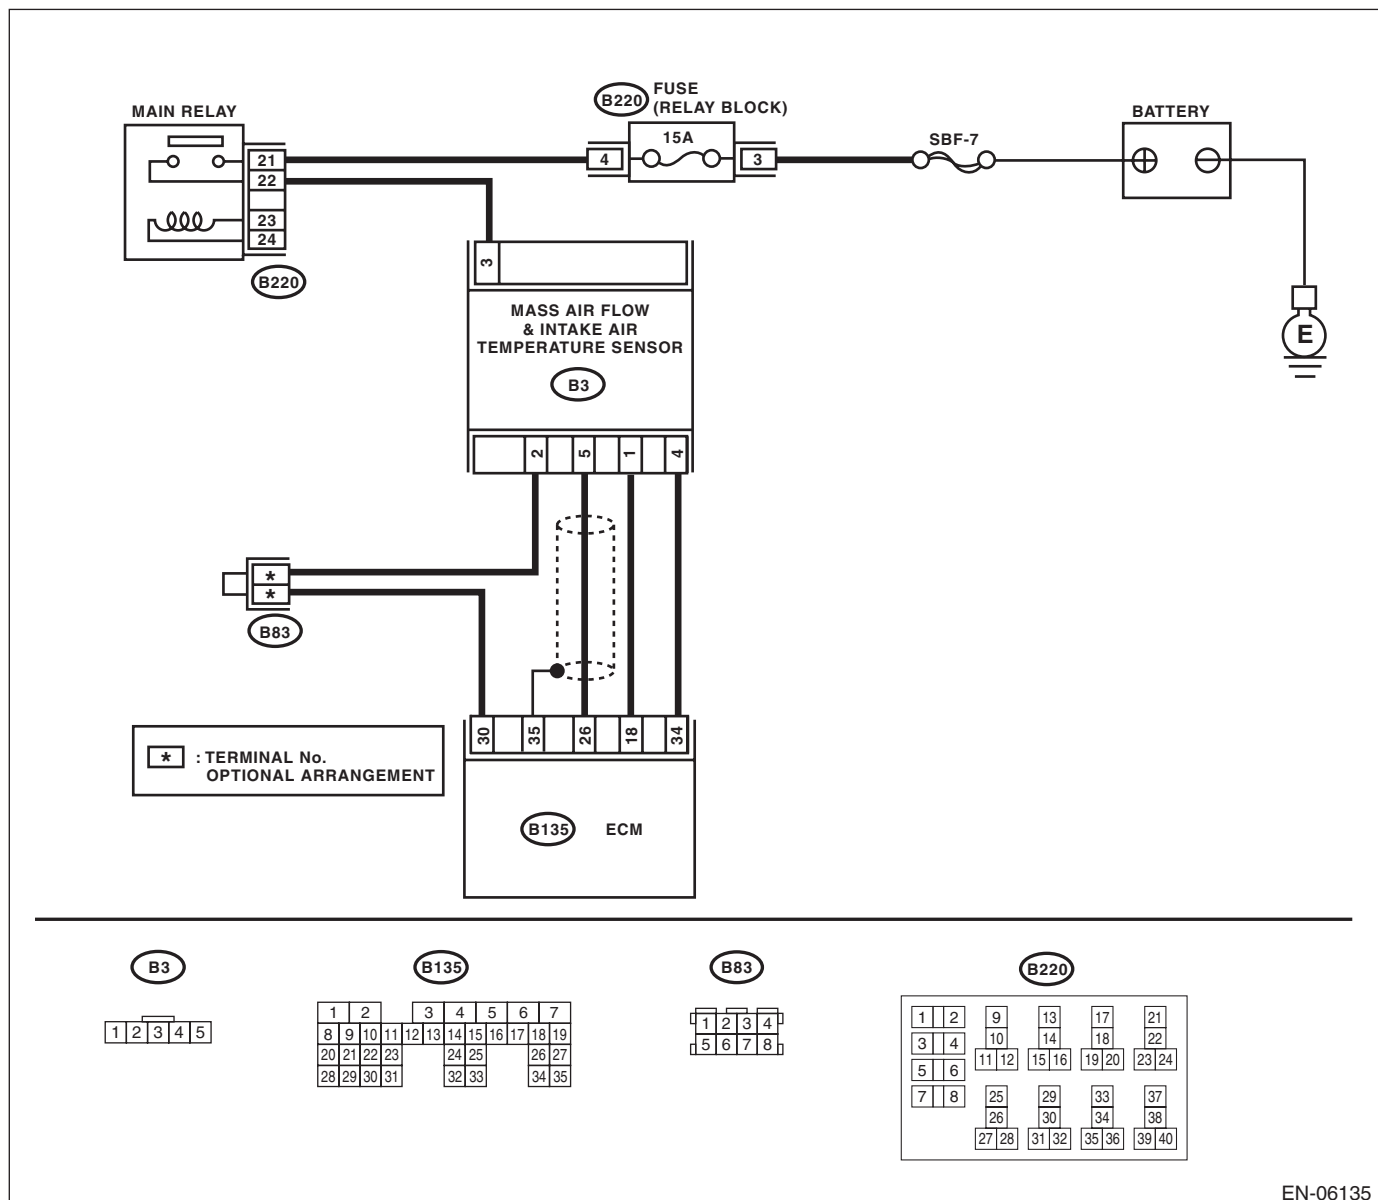 MAIN RELAY
B220
FUSE
(RELAY BLOCK)
15A
4
3
SBF-7
BATTERY
21
22
23
24
B220
E
3
MASS AIR FLOW
& INTAKE AIR
TEMPERATURE SENSOR
B3
2 5 1 4
*
*
B83
* : TERMINAL No.
OPTIONAL ARRANGEMENT
30 35 26 18 34
B135 ECM
B3
1 2 3 4 5
B135
1 2 3 4 5 6 7
8 9 10 11 12 13 14 15 16 17 18 19
20 21 22 23 24 25 26 27
28 29 30 31 32 33 34 35
B83
1 2 3 4
5 6 7 8
B220
1 2 9 13 17 21
3 4 10 14 18 22
11 12 15 16 19 20 23 24
5 6
7 8 25 29 33 37
26 30 34 38
27 28 31 32 35 36 39 40
EN-06135